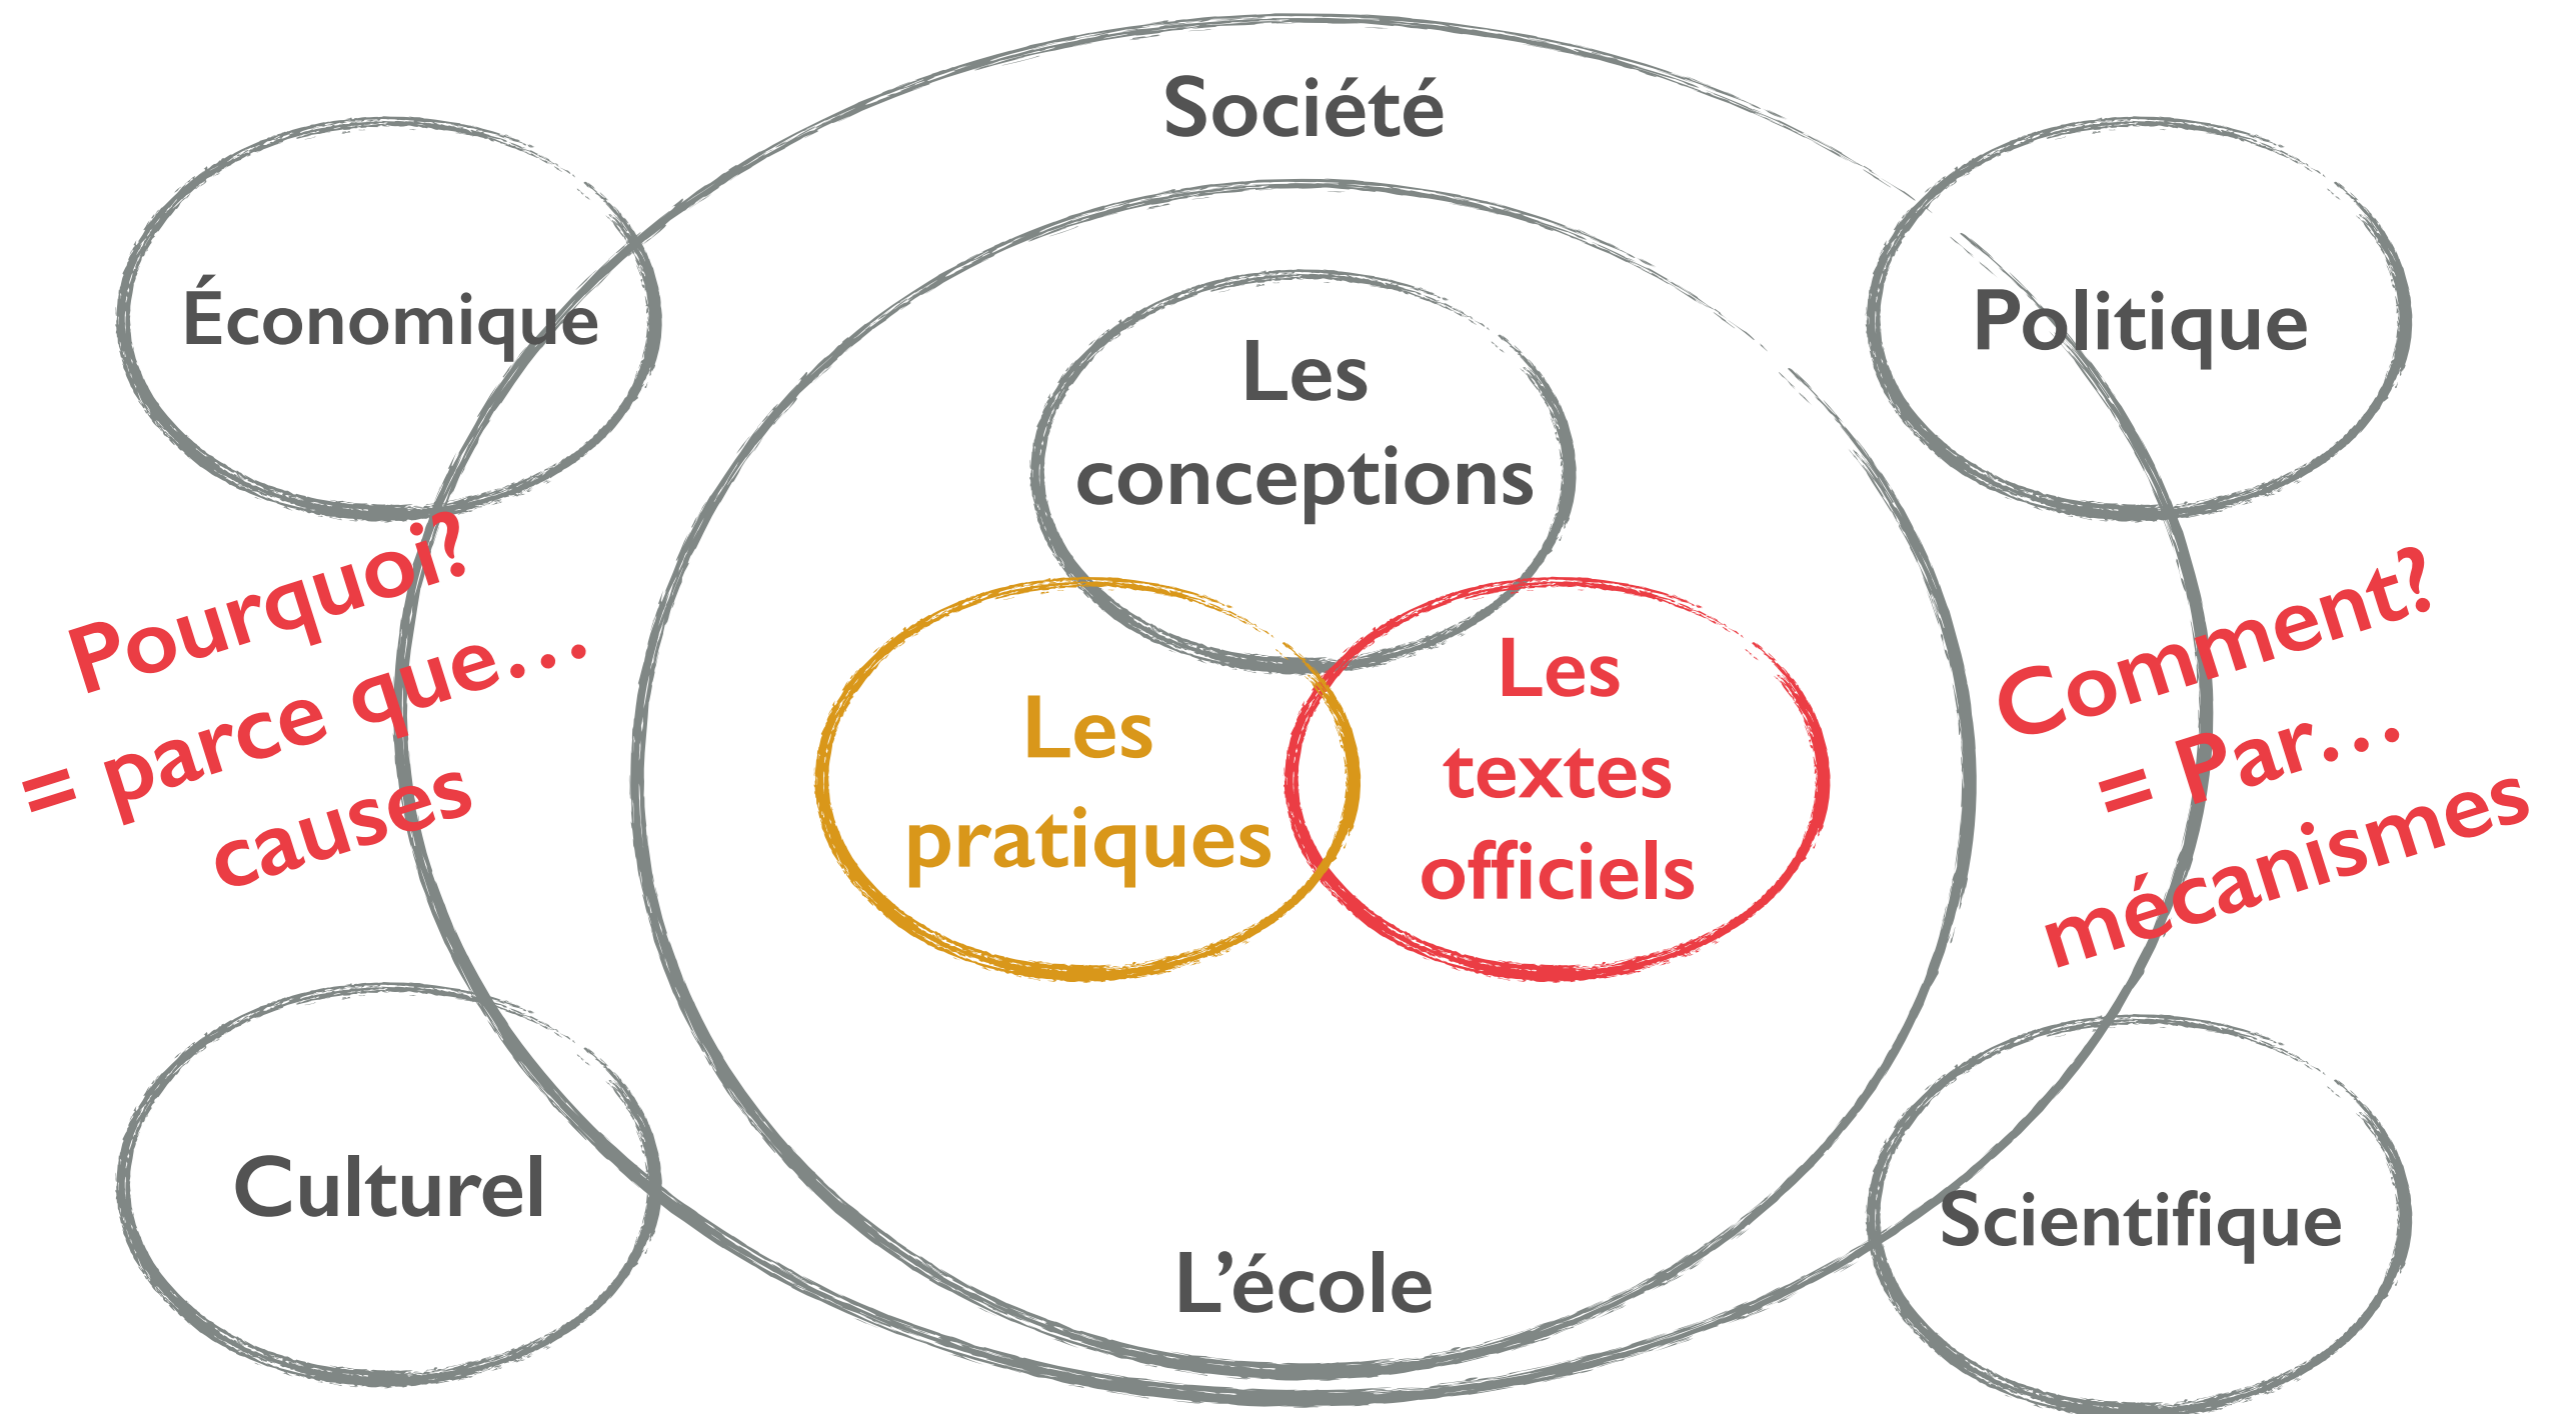 Société
Économique
Politique
Les
conceptions
Pourquoi?
= parce que…
causes
Comment?
= Par…
mécanismes
Les
pratiques
Les
textes
officiels
Culturel
Scientifique
L’école